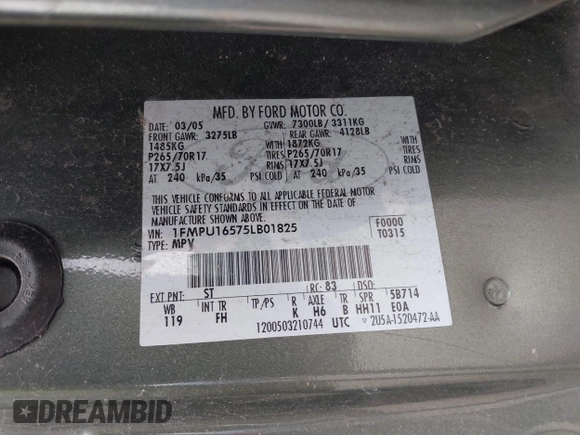 MFD. BY FORD MOTOR CO.
DATE: 03/05 GVWR: 7300LB/ 3311KG
FRONT GAWR: 3275LB REAR GAWR: 4128LB
1485KG 1872KG
P265/70R17 TIRES P265/70R17 TIRES
17X7.5J RIMS 17X7.5J RIMS
AT 240 kPa/35 PSI COLD AT 240 kPa/35 PSI COLD
THIS VEHICLE CONFORMS TO ALL APPLICABLE FEDERAL MOTOR
VEHICLE SAFETY STANDARDS IN EFFECT ON THE DATE OF
MANUFACTURE SHOWN ABOVE.
VIN: 1FMPU16575LB01825 F0000
TYPE: MPV T0315
EXT PNT: ST RC: 83 DSO:
WB INT TR TP/PS R AXLE TR SPR 5B714
119 FH K H6 B HH11 E0A
1200503210744 UTC ▽ 2U5A-1520472-AA
DREAMBID